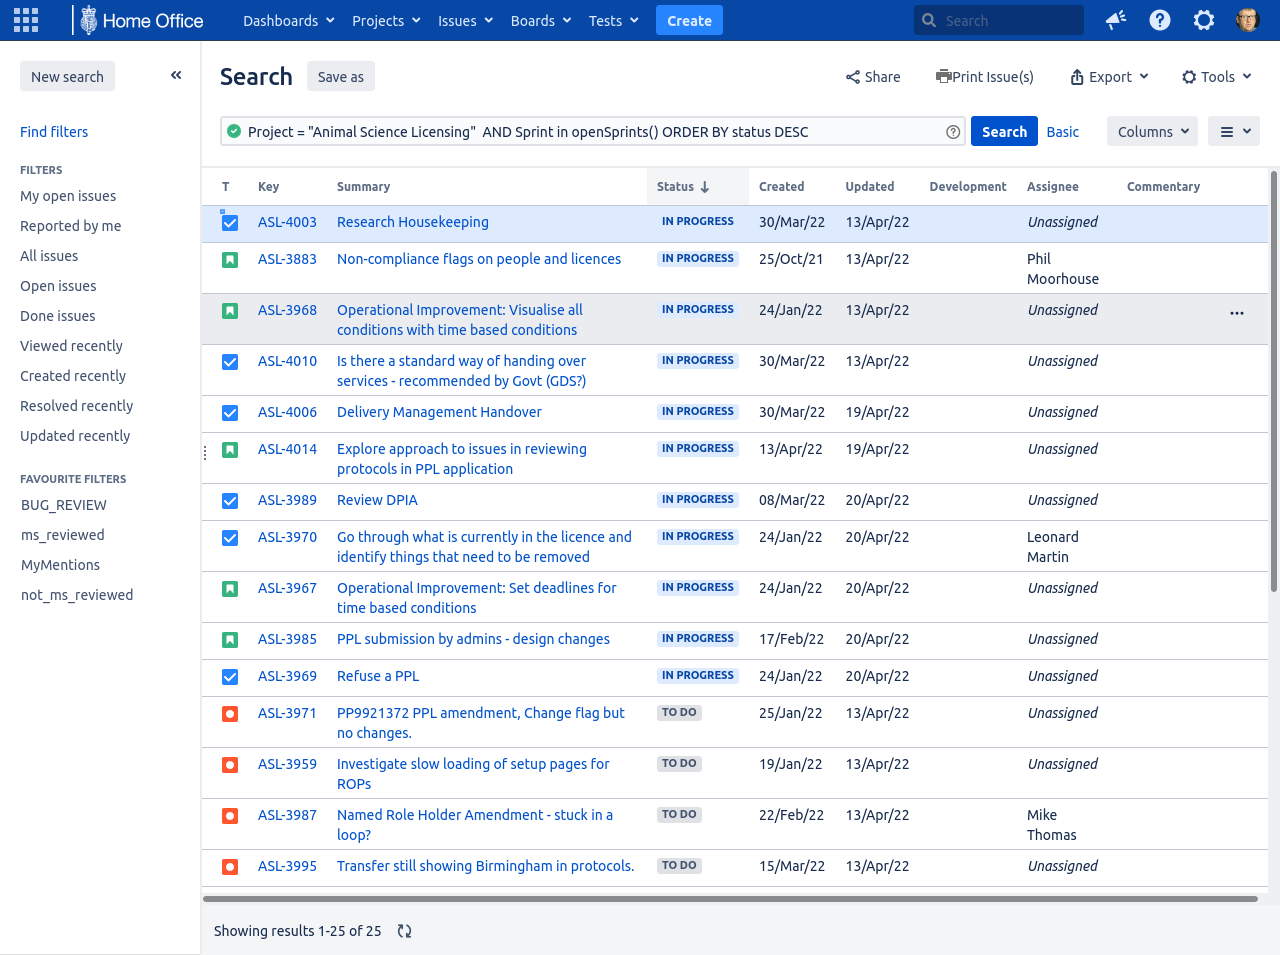 Home Office Dashboards Projects Issues Boards Tests Create Search
New search
Search Save as Share Print Issue(s) Export Tools
Project = "Animal Science Licensing" AND Sprint in openSprints() ORDER BY status DESC Search Basic Columns
Find filters
FILTERS
My open issues
Reported by me
All issues
Open issues
Done issues
Viewed recently
Created recently
Resolved recently
Updated recently
FAVOURITE FILTERS
BUG_REVIEW
ms_reviewed
MyMentions
not_ms_reviewed
T Key Summary Status Created Updated Development Assignee Commentary
ASL-4003 Research Housekeeping IN PROGRESS 30/Mar/22 13/Apr/22 Unassigned
ASL-3883 Non-compliance flags on people and licences IN PROGRESS 25/Oct/21 13/Apr/22 Phil
Moorhouse
ASL-3968 Operational Improvement: Visualise all IN PROGRESS 24/Jan/22 13/Apr/22 Unassigned
conditions with time based conditions
ASL-4010 Is there a standard way of handing over IN PROGRESS 30/Mar/22 13/Apr/22 Unassigned
services - recommended by Govt (GDS?)
ASL-4006 Delivery Management Handover IN PROGRESS 30/Mar/22 19/Apr/22 Unassigned
ASL-4014 Explore approach to issues in reviewing IN PROGRESS 13/Apr/22 19/Apr/22 Unassigned
protocols in PPL application
ASL-3989 Review DPIA IN PROGRESS 08/Mar/22 20/Apr/22 Unassigned
ASL-3970 Go through what is currently in the licence and IN PROGRESS 24/Jan/22 20/Apr/22 Leonard
identify things that need to be removed Martin
ASL-3967 Operational Improvement: Set deadlines for IN PROGRESS 24/Jan/22 20/Apr/22 Unassigned
time based conditions
ASL-3985 PPL submission by admins - design changes IN PROGRESS 17/Feb/22 20/Apr/22 Unassigned
ASL-3969 Refuse a PPL IN PROGRESS 24/Jan/22 20/Apr/22 Unassigned
ASL-3971 PP9921372 PPL amendment, Change flag but TO DO 25/Jan/22 13/Apr/22 Unassigned
no changes.
ASL-3959 Investigate slow loading of setup pages for TO DO 19/Jan/22 13/Apr/22 Unassigned
ROPs
ASL-3987 Named Role Holder Amendment - stuck in a TO DO 22/Feb/22 13/Apr/22 Mike
loop? Thomas
ASL-3995 Transfer still showing Birmingham in protocols. TO DO 15/Mar/22 13/Apr/22 Unassigned
Showing results 1-25 of 25